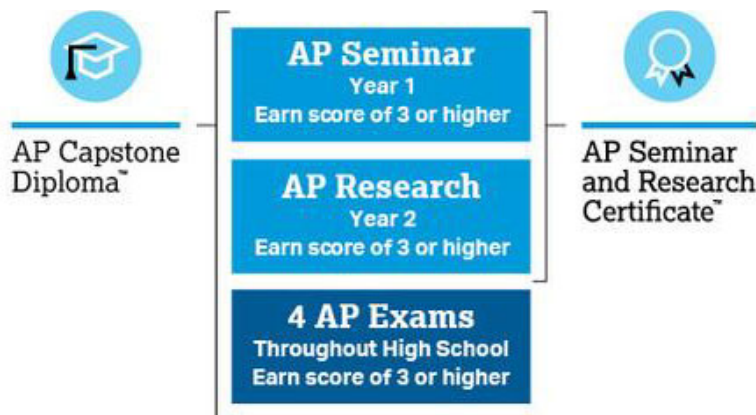 AP Capstone
Diploma™
AP Seminar
Year 1
Earn score of 3 or higher
AP Research
Year 2
Earn score of 3 or higher
4 AP Exams
Throughout High School
Earn score of 3 or higher
AP Seminar
and Research
Certificate™